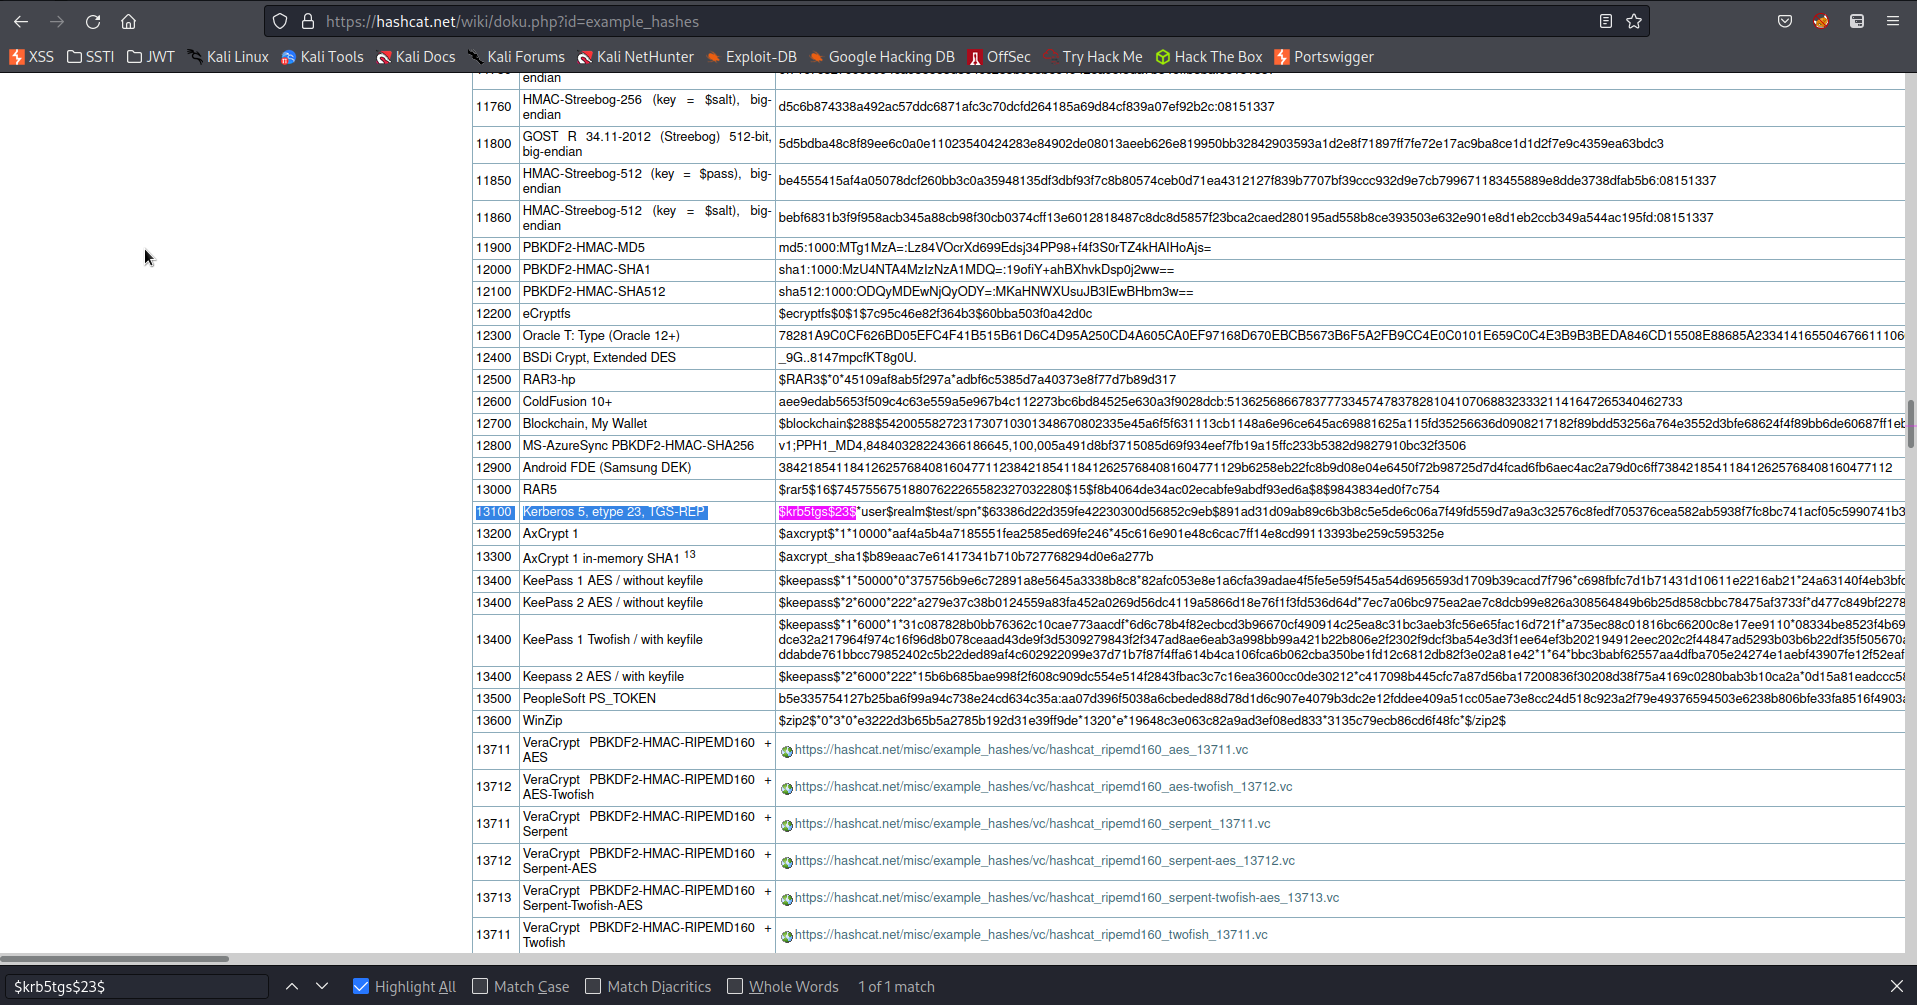 https://hashcat.net/wiki/doku.php?id=example_hashes
XSS SSTI JWT Kali Linux Kali Tools Kali Docs Kali Forums Kali NetHunter Exploit-DB Google Hacking DB OffSec Try Hack Me Hack The Box Portswigger
endian
11760 HMAC-Streebog-256 (key = $salt), big-
endian
d5c6b874338a492ac57ddc6871afc3c70dcfd264185a69d84cf839a07ef92b2c:08151337
11800 GOST R 34.11-2012 (Streebog) 512-bit,
big-endian
5d5bdba48c8f89ee6c0a0e11023540424283e84902de08013aeeb626e819950bb32842903593a1d2e8f71897ff7fe72e17ac9ba8ce1d1d2f7e9c4359ea63bdc3
11850 HMAC-Streebog-512 (key = $pass), big-
endian
be4555415af4a05078dcf260bb3c0a35948135df3dbf93f7c8b80574ceb0d71ea4312127f839b7707bf39ccc932d9e7cb799671183455889e8dde3738dfab5b6:08151337
11860 HMAC-Streebog-512 (key = $salt), big-
endian
bebf6831b3f9f958acb345a88cb98f30cb0374cff13e6012818487c8dc8d5857f23bca2caed280195ad558b8ce393503e632e901e8d1eb2ccb349a544ac195fd:08151337
11900 PBKDF2-HMAC-MD5 md5:1000:MTg1MzA=:Lz84VOcrXd699Edsj34PP98+f4f3S0rTZ4kHAIHoAjs=
12000 PBKDF2-HMAC-SHA1 sha1:1000:MzU4NTA4MzIzNzA1MDQ=:19ofiY+ahBXhvkDsp0j2ww==
12100 PBKDF2-HMAC-SHA512 sha512:1000:ODQyMDEwNjQyODY=:MKaHNWXUsuJB3IEwBHbm3w==
12200 eCryptfs $ecryptfs$0$1$7c95c46e82f364b3$60bba503f0a42d0c
12300 Oracle T: Type (Oracle 12+) 78281A9C0CF626BD05EFC4F41B515B61D6C4D95A250CD4A605CA0EF97168D670EBCB5673B6F5A2FB9CC4E0C0101E659C0C4E3B9B3BEDA846CD15508E88685A2334141655046766111066
12400 BSDi Crypt, Extended DES _9G..8147mpcfKT8g0U.
12500 RAR3-hp $RAR3$*0*45109af8ab5f297a*adbf6c5385d7a40373e8f77d7b89d317
12600 ColdFusion 10+ aee9edab5653f509c4c63e559a5e967b4c112273bc6bd84525e630a3f9028dcb:5136256866783777334574783782810410706883233321141647265340462733
12700 Blockchain, My Wallet $blockchain$288$5420055827231730710301348670802335e45a6f5f631113cb1148a6e96ce645ac69881625a115fd35256636d0908217182f89bdd53256a764e3552d3bfe68624f4f89bb6de60687ff1eb
12800 MS-AzureSync PBKDF2-HMAC-SHA256 v1;PPH1_MD4,84840328224366186645,100,005a491d8bf3715085d69f934eef7fb19a15ffc233b5382d9827910bc32f3506
12900 Android FDE (Samsung DEK) 38421854118412625768408160477112384218541184126257684081604771129b6258eb22fc8b9d08e04e6450f72b98725d7d4fcad6fb6aec4ac2a79d0c6ff738421854118412625768408160477112
13000 RAR5 $rar5$16$74575567518807622265582327032280$15$f8b4064de34ac02ecabfe9abdf93ed6a$8$9843834ed0f7c754
13100 Kerberos 5, etype 23, TGS-REP $krb5tgs$23$*user$realm$test/spn*$63386d22d359fe42230300d56852c9eb$891ad31d09ab89c6b3b8c5e5de6c06a7f49fd559d7a9a3c32576c8fedf705376cea582ab5938f7fc8bc741acf05c5990741b3
13200 AxCrypt 1 $axcrypt$*1*10000*aaf4a5b4a7185551fea2585ed69fe246*45c616e901e48c6cac7ff14e8cd99113393be259c595325e
13300 AxCrypt 1 in-memory SHA1 13 $axcrypt_sha1$b89eaac7e61417341b710b727768294d0e6a277b
13400 KeePass 1 AES / without keyfile $keepass$*1*50000*0*375756b9e6c72891a8e5645a3338b8c8*82afc053e8e1a6cfa39adae4f5fe5e59f545a54d6956593d1709b39cacd7f796*c698fbfc7d1b71431d10611e2216ab21*24a63140f4eb3bfc
13400 KeePass 2 AES / without keyfile $keepass$*2*6000*222*a279e37c38b0124559a83fa452a0269d56dc4119a5866d18e76f1f3fd536d64d*7ec7a06bc975ea2ae7c8dcb99e826a308564849b6b25d858cbbc78475af3733f*d477c849bf2278
13400 KeePass 1 Twofish / with keyfile
$keepass$*1*6000*1*31c087828b0bb76362c10cae773aacdf*6d6c78b4f82ecbcd3b96670cf490914c25ea8c31bc3aeb3fc56e65fac16d721f*a735ec88c01816bc66200c8e17ee9110*08334be8523f4b69
dce32a217964f974c16f96d8b078ceaad43de9f3d5309279843f2f347ad8ae6eab3a998bb99a421b22b806e2f2302f9dcf3ba54e3d3f1ee64ef3b202194912eec202c2f44847ad5293b03b6b22df35f505670a
ddabde761bbcc79852402c5b22ded89af4c602922099e37d71b7f87f4ffa614b4ca106fca6b062cba350be1fd12c6812db82f3e02a81e42*1*64*bbc3babf62557aa4dfba705e24274e1aebf43907fe12f52eaf
13400 Keepass 2 AES / with keyfile $keepass$*2*6000*222*15b6b685bae998f2f608c909dc554e514f2843fbac3c7c16ea3600cc0de30212*c417098b445cfc7a87d56ba17200836f30208d38f75a4169c0280bab3b10ca2a*0d15a81eadccc58
13500 PeopleSoft PS_TOKEN b5e335754127b25ba6f99a94c738e24cd634c35a:aa07d396f5038a6cbeded88d78d1d6c907e4079b3dc2e12fddee409a51cc05ae73e8cc24d518c923a2f79e49376594503e6238b806bfe33fa8516f4903a
13600 WinZip $zip2$*0*3*0*e3222d3b65b5a2785b192d31e39ff9de*1320*e*19648c3e063c82a9ad3ef08ed833*3135c79ecb86cd6f48fc*$/zip2$
13711 VeraCrypt PBKDF2-HMAC-RIPEMD160 +
AES
https://hashcat.net/misc/example_hashes/vc/hashcat_ripemd160_aes_13711.vc
13712 VeraCrypt PBKDF2-HMAC-RIPEMD160 +
AES-Twofish
https://hashcat.net/misc/example_hashes/vc/hashcat_ripemd160_aes-twofish_13712.vc
13711 VeraCrypt PBKDF2-HMAC-RIPEMD160 +
Serpent
https://hashcat.net/misc/example_hashes/vc/hashcat_ripemd160_serpent_13711.vc
13712 VeraCrypt PBKDF2-HMAC-RIPEMD160 +
Serpent-AES
https://hashcat.net/misc/example_hashes/vc/hashcat_ripemd160_serpent-aes_13712.vc
13713 VeraCrypt PBKDF2-HMAC-RIPEMD160 +
Serpent-Twofish-AES
https://hashcat.net/misc/example_hashes/vc/hashcat_ripemd160_serpent-twofish-aes_13713.vc
13711 VeraCrypt PBKDF2-HMAC-RIPEMD160 +
Twofish
https://hashcat.net/misc/example_hashes/vc/hashcat_ripemd160_twofish_13711.vc
$krb5tgs$23$ Highlight All Match Case Match Diacritics Whole Words 1 of 1 match